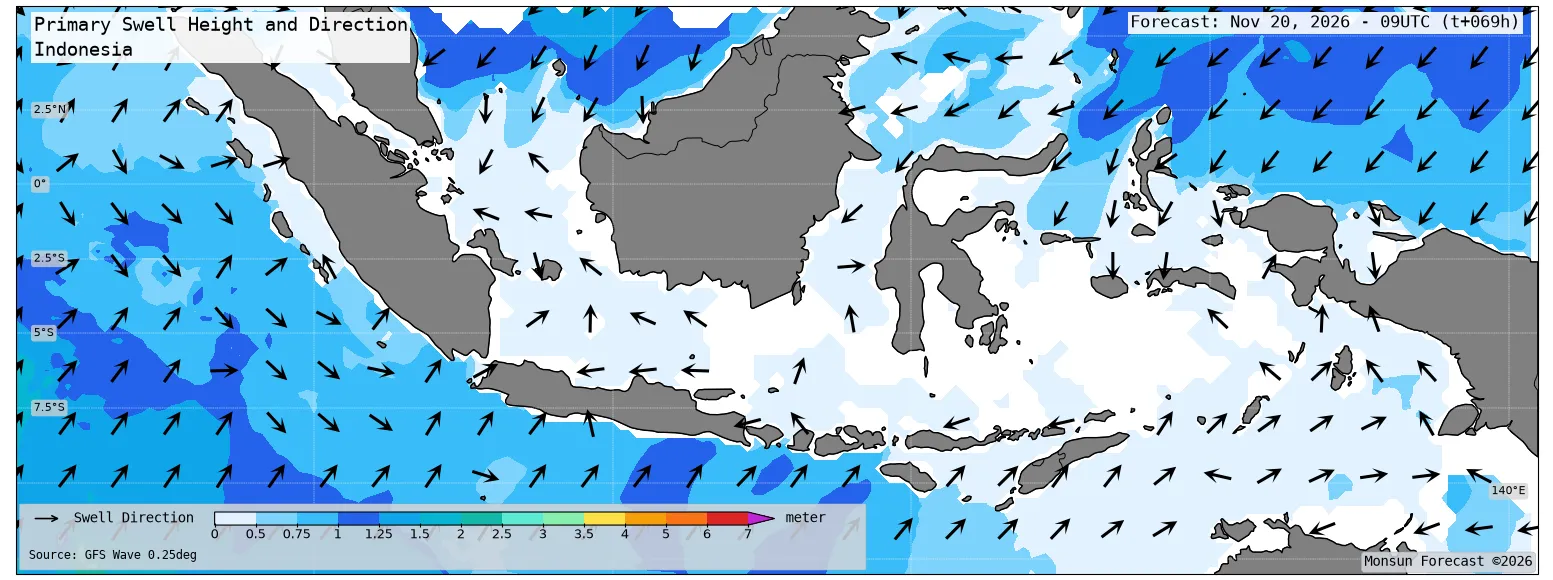 Primary Swell Height and Direction
Indonesia
Forecast: Nov 20, 2026 - 09UTC (t+069h)
2.5°N
0°
2.5°S
5°S
7.5°S
140°E
Swell Direction
meter
0 0.5 0.75 1 1.25 1.5 2 2.5 3 3.5 4 5 6 7
Source: GFS Wave 0.25deg
Monsun Forecast ©2026